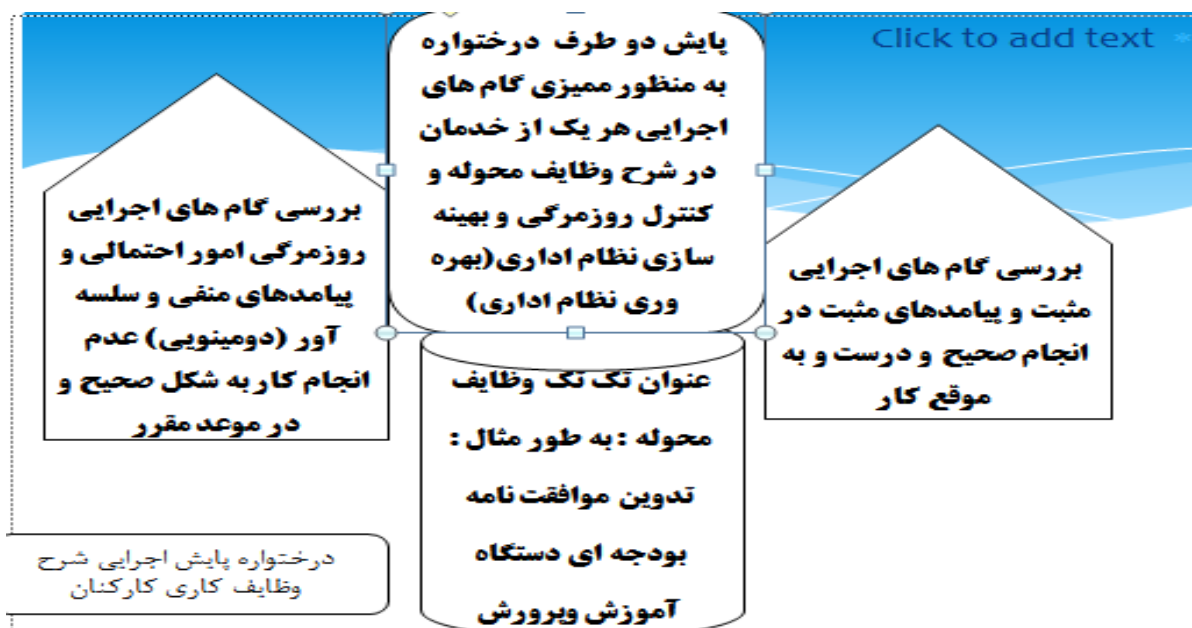 Click to add text
پایش دو طرف درختواره
به منظور ممیزی گام های
اجرایی هر یک از خدمان
در شرح وظایف محوله و
کنترل روزمرگی و بهینه
سازی نظام اداری(بهره
وری نظام اداری)
بررسی گام های اجرایی
مثبت و پیامدهای مثبت در
انجام صحیح و درست و به
موقع کار
بررسی گام های اجرایی
روزمرگی امور احتمالی و
پیامدهای منفی و سلسه
آور (دومینویی) عدم
انجام کار به شکل صحیح و
در موعد مقرر
عنوان تک تک وظایف
محوله : به طور مثال :
تدوین موافقت نامه
بودجه ای دستگاه
آموزش وپرورش
درختواره پایش اجرایی شرح
وظایف کاری کارکنان